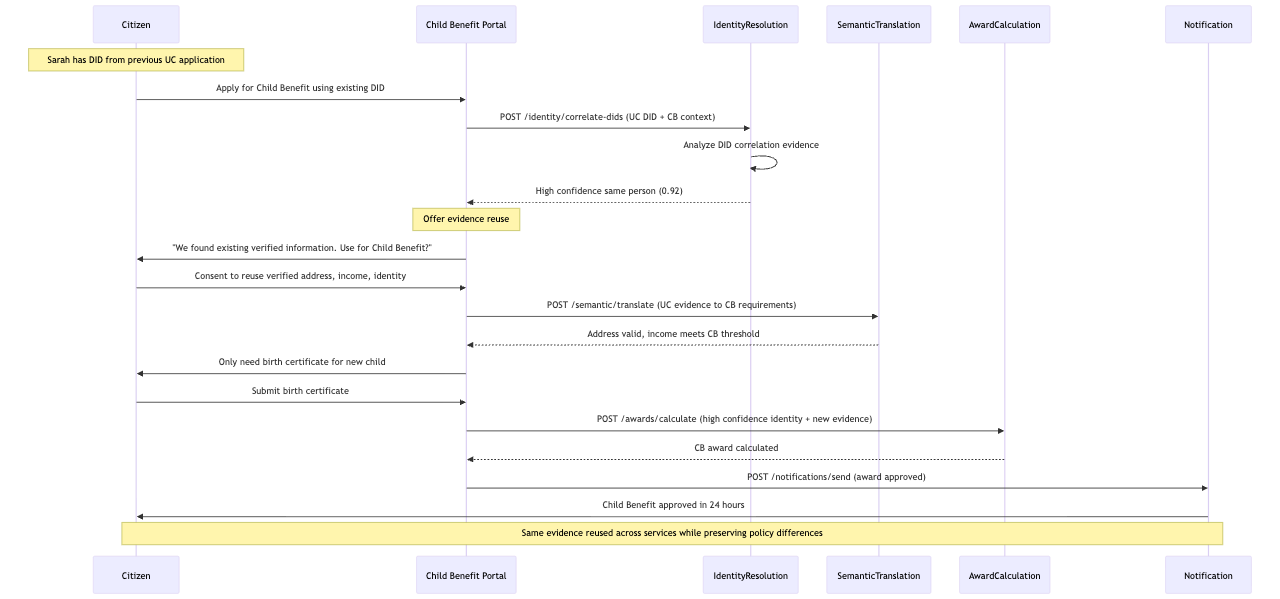 Citizen
Child Benefit Portal
IdentityResolution
SemanticTranslation
AwardCalculation
Notification
Sarah has DID from previous UC application
Apply for Child Benefit using existing DID
POST /identity/correlate-dids (UC DID + CB context)
Analyze DID correlation evidence
High confidence same person (0.92)
Offer evidence reuse
"We found existing verified information. Use for Child Benefit?"
Consent to reuse verified address, income, identity
POST /semantic/translate (UC evidence to CB requirements)
Address valid, income meets CB threshold
Only need birth certificate for new child
Submit birth certificate
POST /awards/calculate (high confidence identity + new evidence)
CB award calculated
POST /notifications/send (award approved)
Child Benefit approved in 24 hours
Same evidence reused across services while preserving policy differences
Citizen
Child Benefit Portal
IdentityResolution
SemanticTranslation
AwardCalculation
Notification